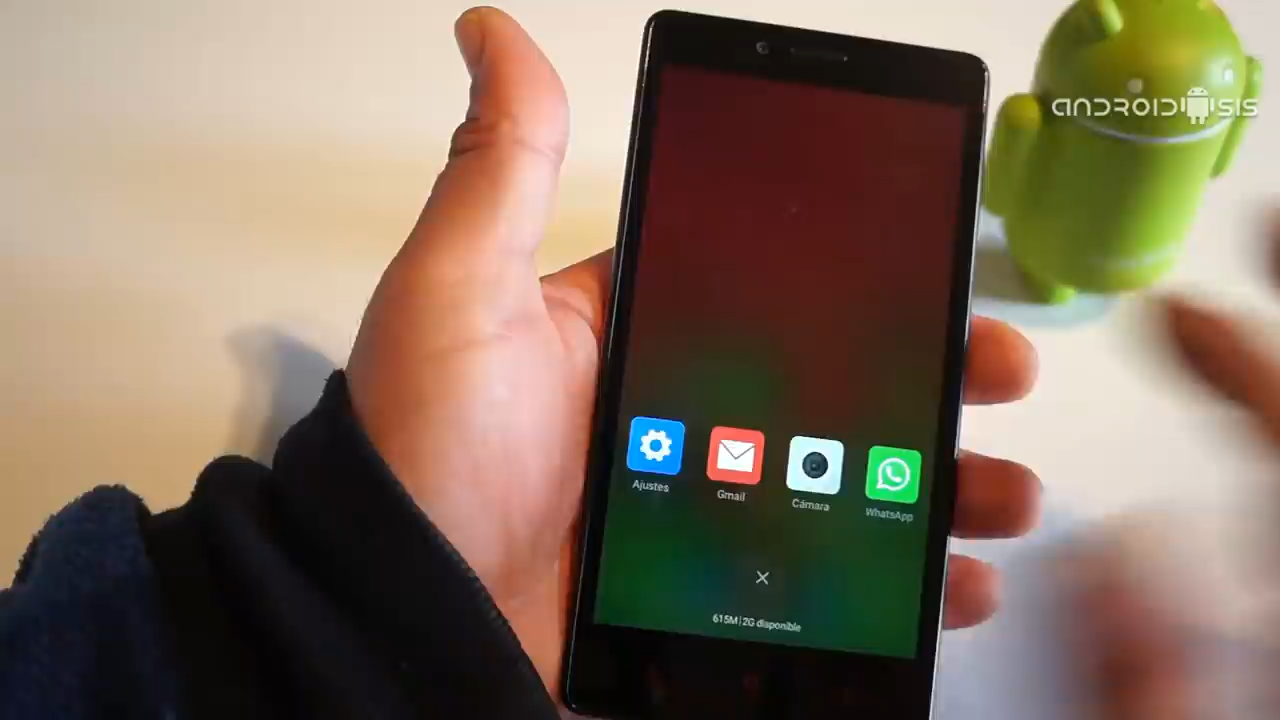 ANDROIDSIS
Ajustes
Gmail
Cámara
WhatsApp
615M|2G disponible